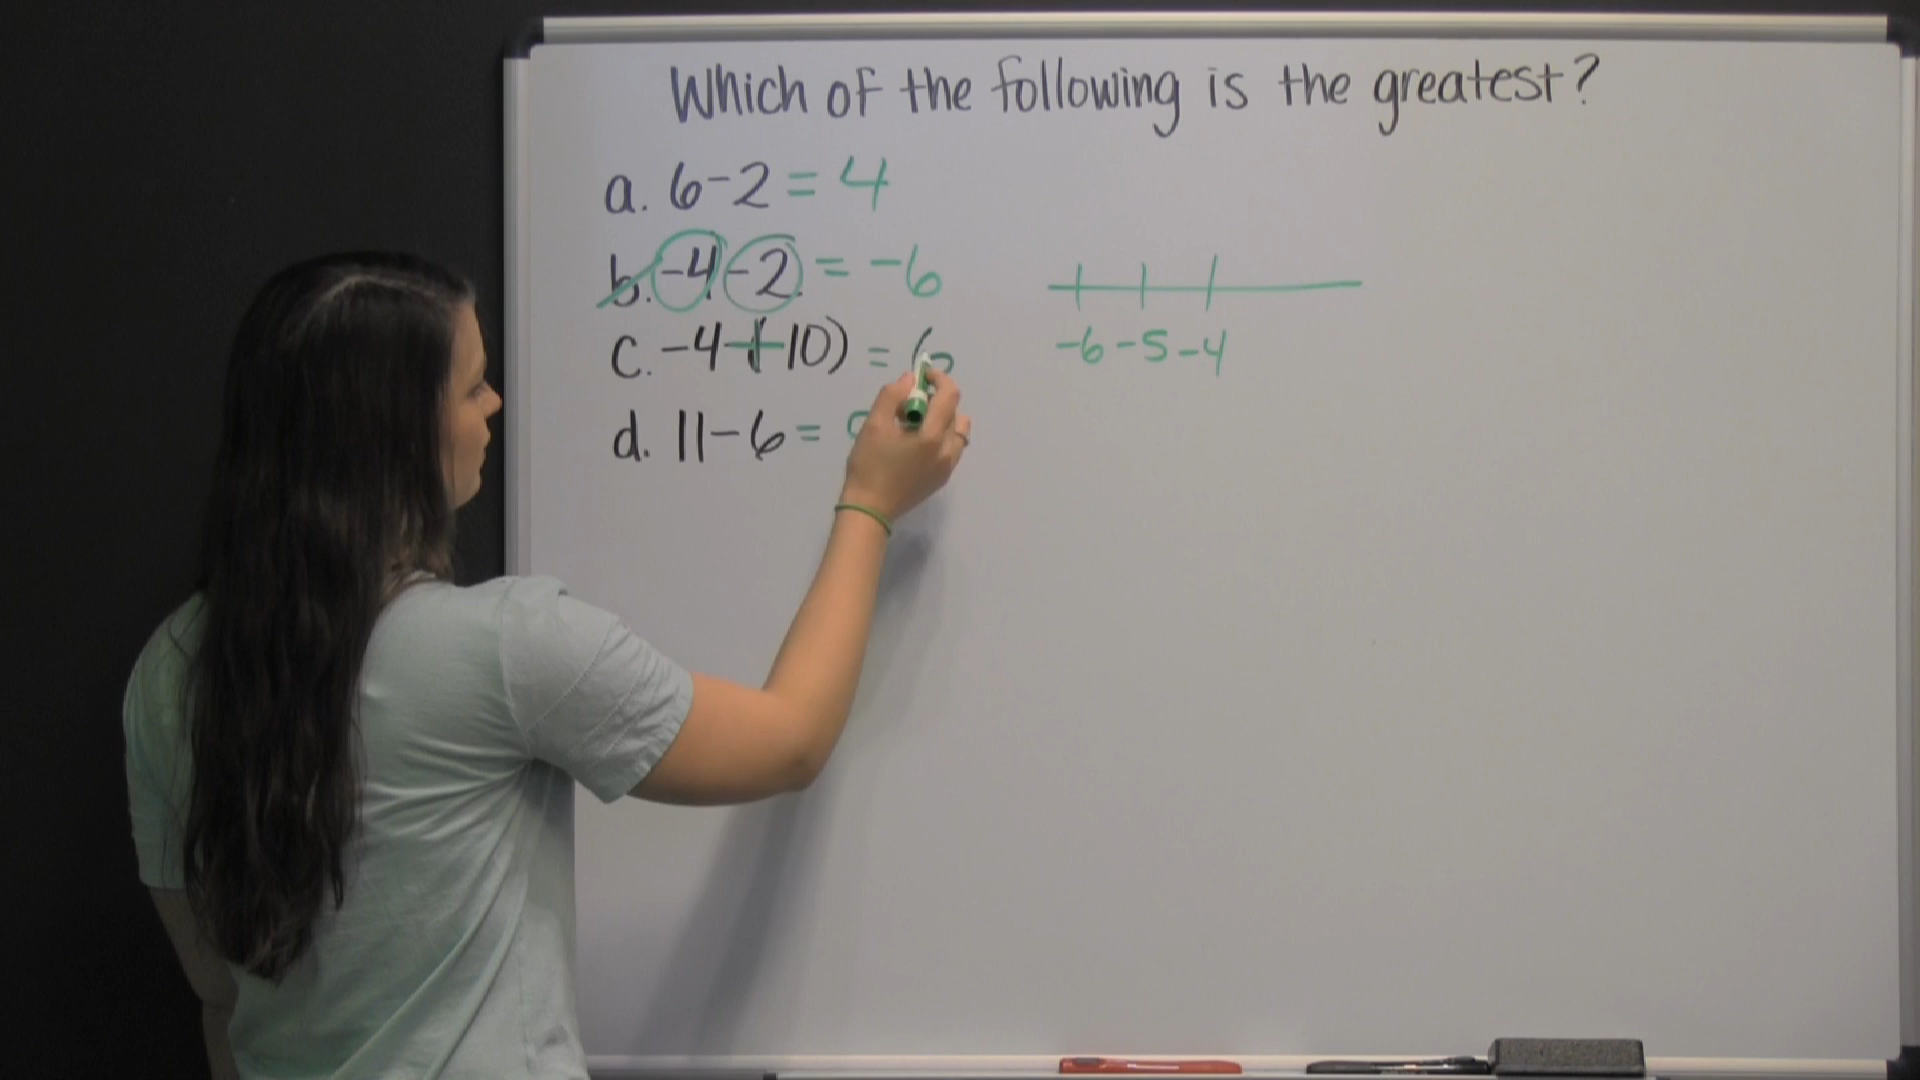 Which of the following is the greatest?
a. 6-2 = 4
b. -4-2 = -6
c. -4-(-10) = 6
d. 11-6 =
-6 -5 -4